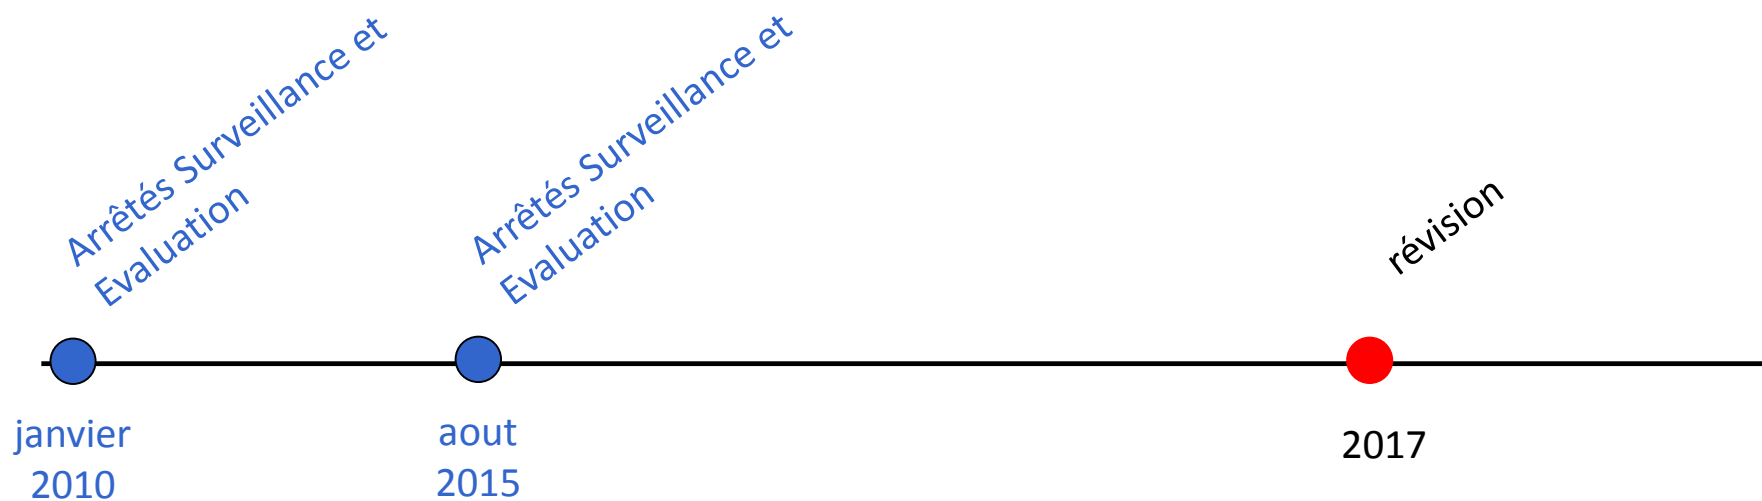 Arrêtés Surveillance et
Evaluation
Arrêtés Surveillance et
Evaluation
révision
janvier
2010
aout
2015
2017